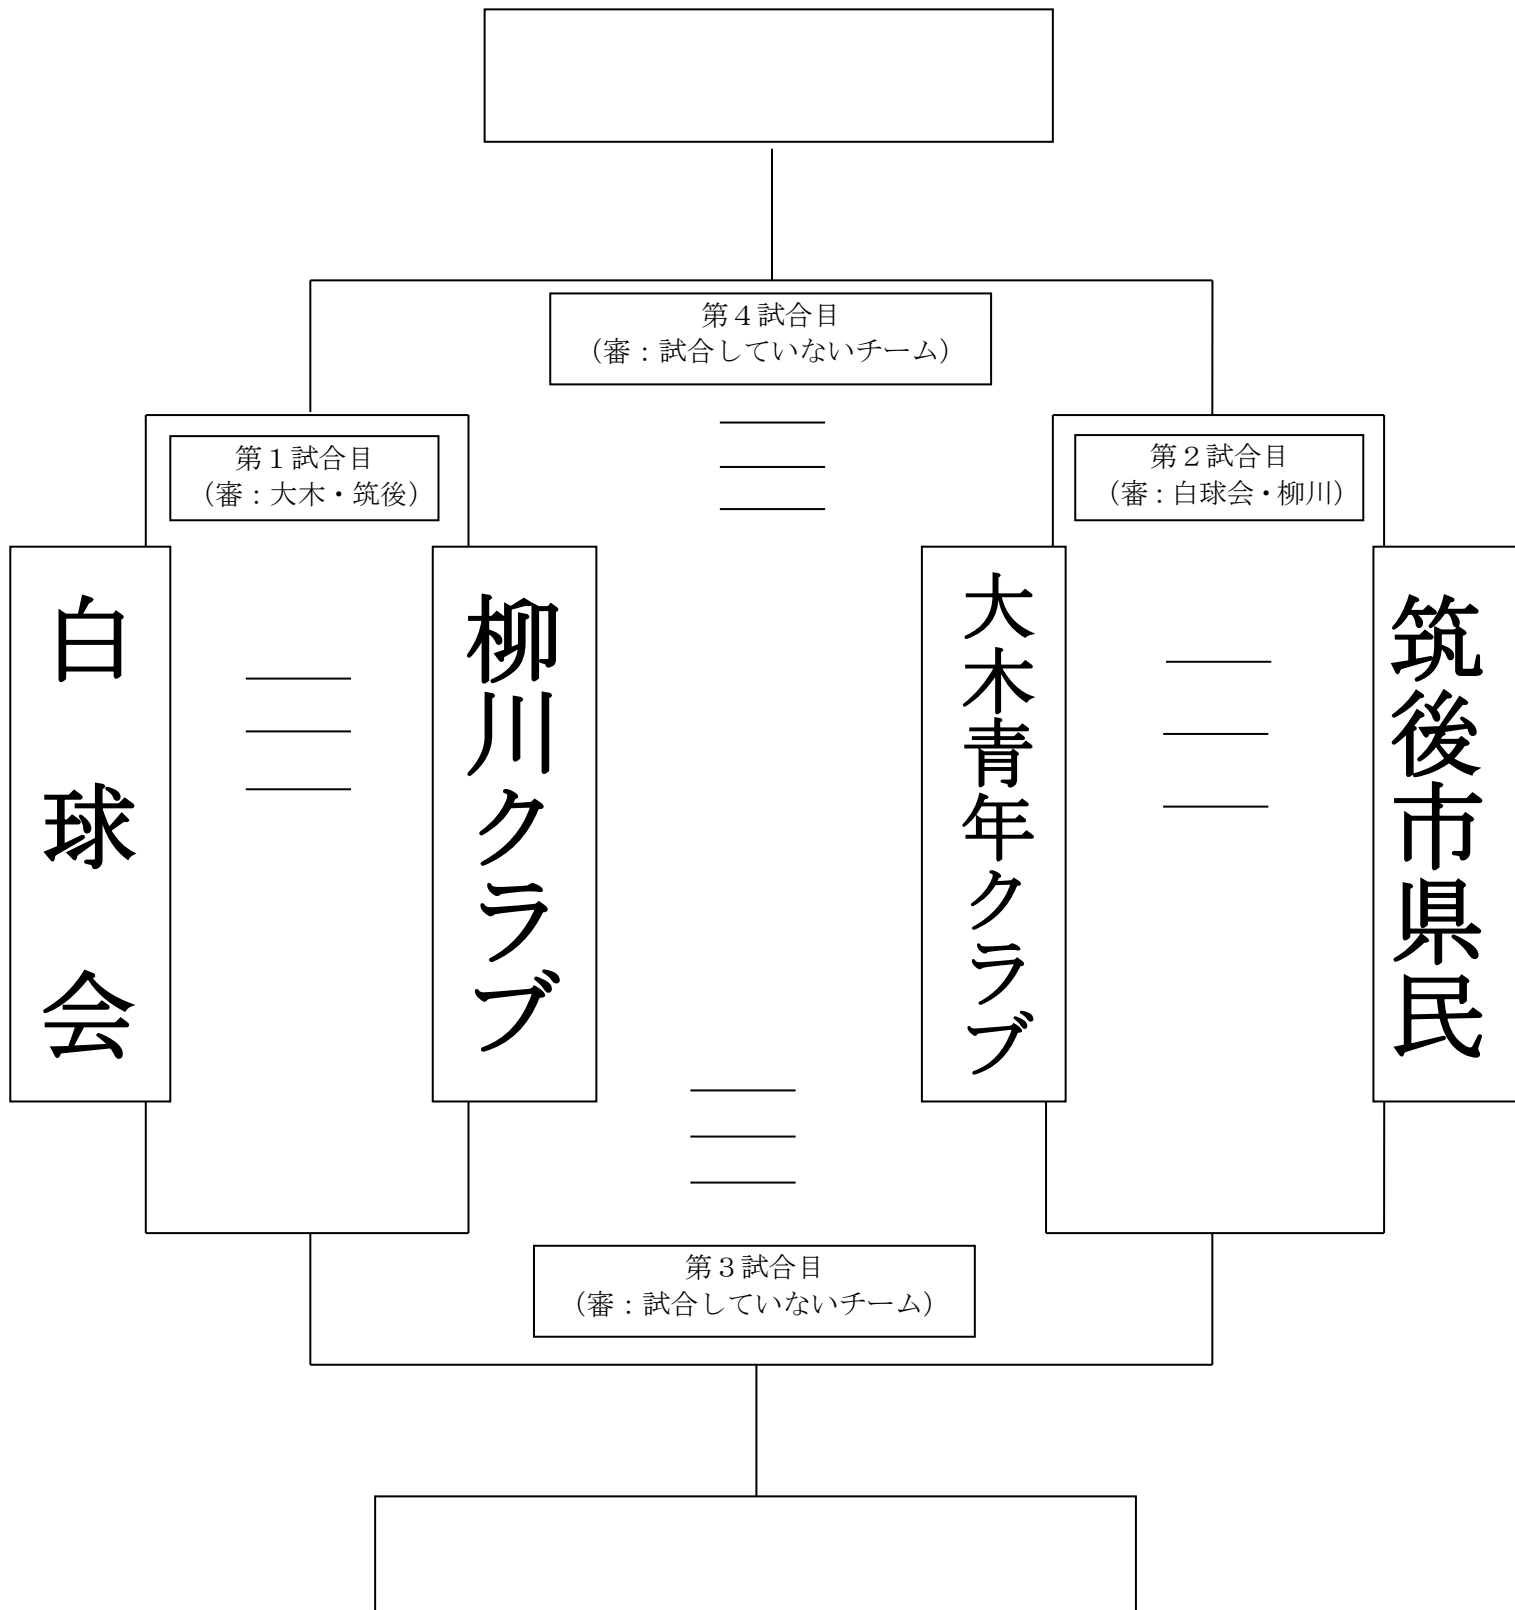 第４試合目
（審：試合していないチーム）
第１試合目
（審：大木・筑後）
第２試合目
（審：白球会・柳川）
白球会
柳川クラブ
大木青年クラブ
筑後市県民
第３試合目
（審：試合していないチーム）